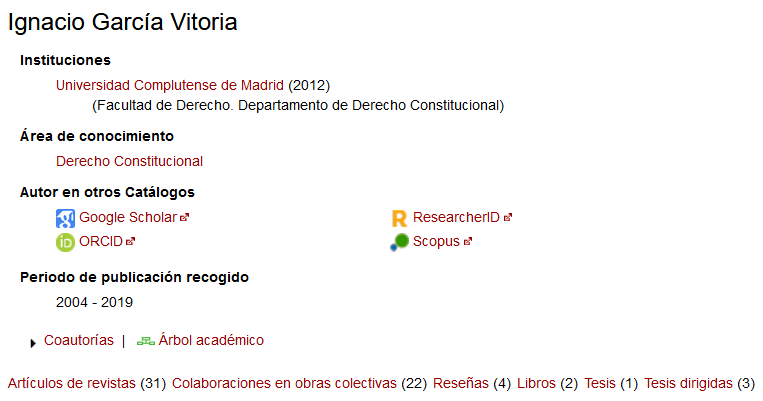 Ignacio García Vitoria
Instituciones
Universidad Complutense de Madrid (2012)
(Facultad de Derecho. Departamento de Derecho Constitucional)
Área de conocimiento
Derecho Constitucional
Autor en otros Catálogos
Google Scholar ResearcherID
ORCID Scopus
Periodo de publicación recogido
2004 - 2019
Coautorías | Árbol académico
Artículos de revistas (31) Colaboraciones en obras colectivas (22) Reseñas (4) Libros (2) Tesis (1) Tesis dirigidas (3)